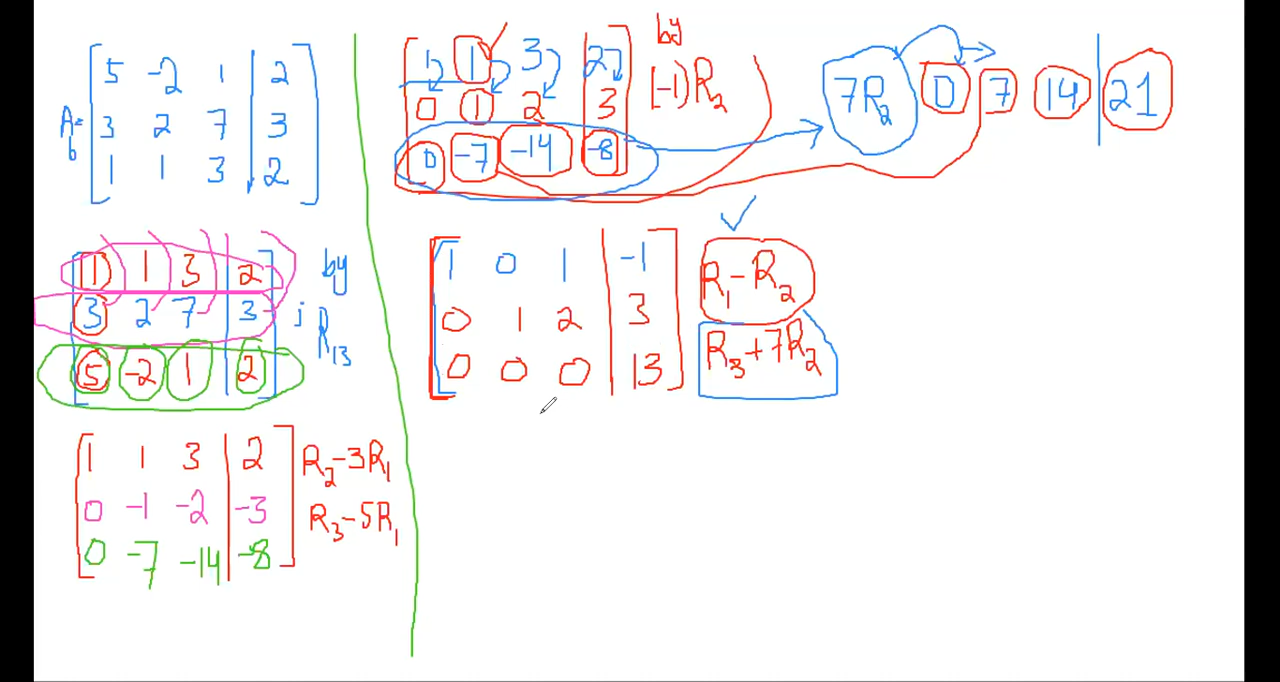 A_b =
5 -2 1 | 2
3 2 7 | 3
1 1 3 | 2
1 1 3 | 2
3 2 7 | 3
5 -2 1 | 2
by
R₁₃
1 1 3 | 2
0 -1 -2 | -3
0 -7 -14 | -8
R₂-3R₁
R₃-5R₁
1 1 3 | 2
0 1 2 | 3
0 -7 -14 | -8
by
(-1)R₂
7R₂ 0 7 14 | 21
1 0 1 | -1
0 1 2 | 3
0 0 0 | 13
R₁-R₂
R₃+7R₂